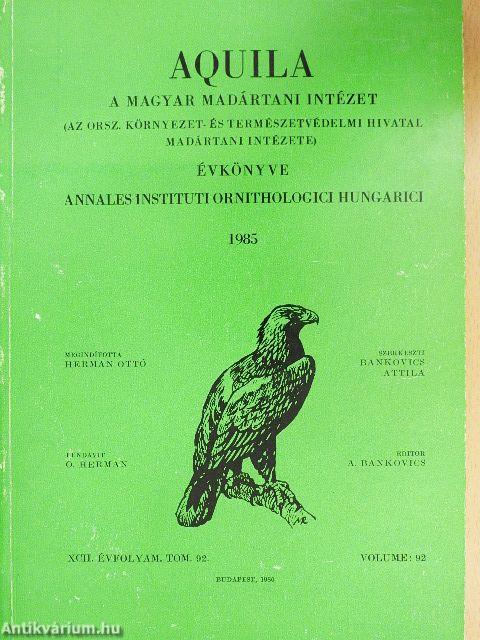 AQUILA
A MAGYAR MADÁRTANI INTÉZET
(AZ ORSZ. KÖRNYEZET- ÉS TERMÉSZETVÉDELMI HIVATAL
MADÁRTANI INTÉZETE)
ÉVKÖNYVE
ANNALES INSTITUTI ORNITHOLOGICI HUNGARICI
1985
MEGINDÍTOTTA
HERMAN OTTÓ
SZERKESZTI
BANKOVICS
ATTILA
FUNDAVIT
O. HERMAN
EDITOR
A. BANKOVICS
XCII. ÉVFOLYAM. TOM. 92.
VOLUME: 92
BUDAPEST, 1986
Antikvárium.hu